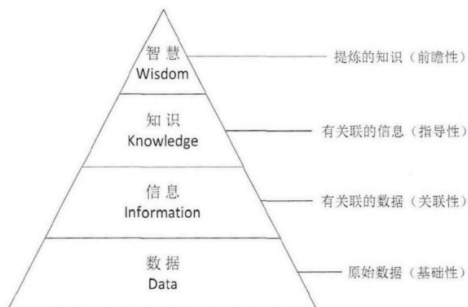 智慧
Wisdom
提炼的知识（前瞻性）
知识
Knowledge
有关联的信息（指导性）
信息
Information
有关联的数据（关联性）
数据
Data
原始数据（基础性）